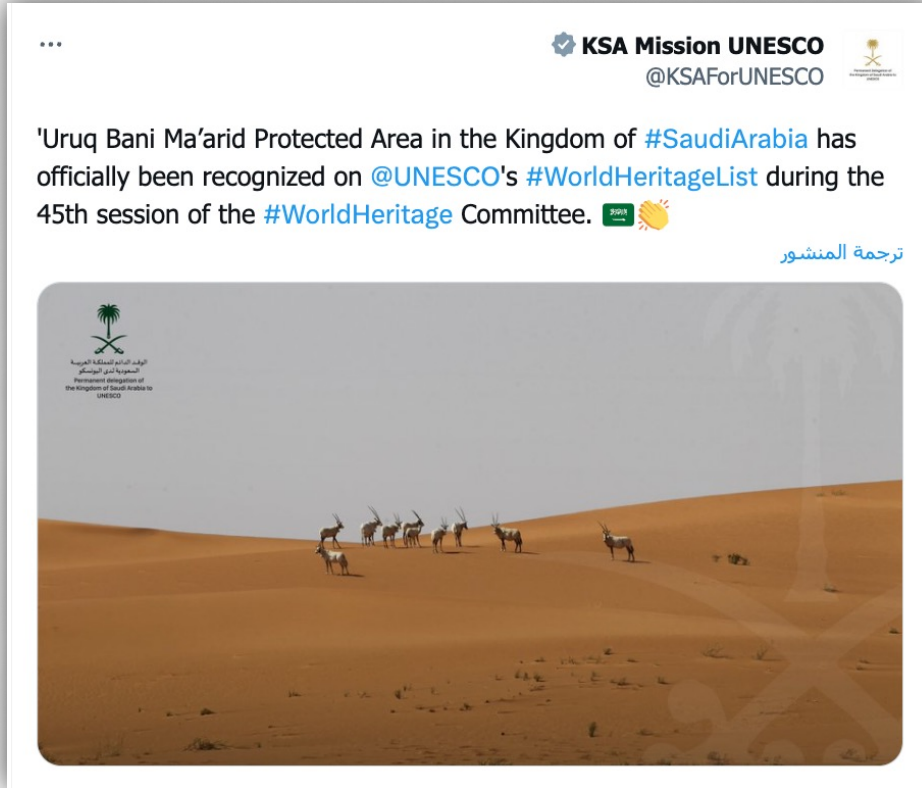 KSA Mission UNESCO
@KSAForUNESCO
'Uruq Bani Ma’arid Protected Area in the Kingdom of #SaudiArabia has
officially been recognized on @UNESCO's #WorldHeritageList during the
45th session of the #WorldHeritage Committee. 🇸🇦👏
ترجمة المنشور
الوفد الدائم للمملكة العربية
السعودية لدى اليونسكو
Permanent delegation of
the Kingdom of Saudi Arabia to
UNESCO